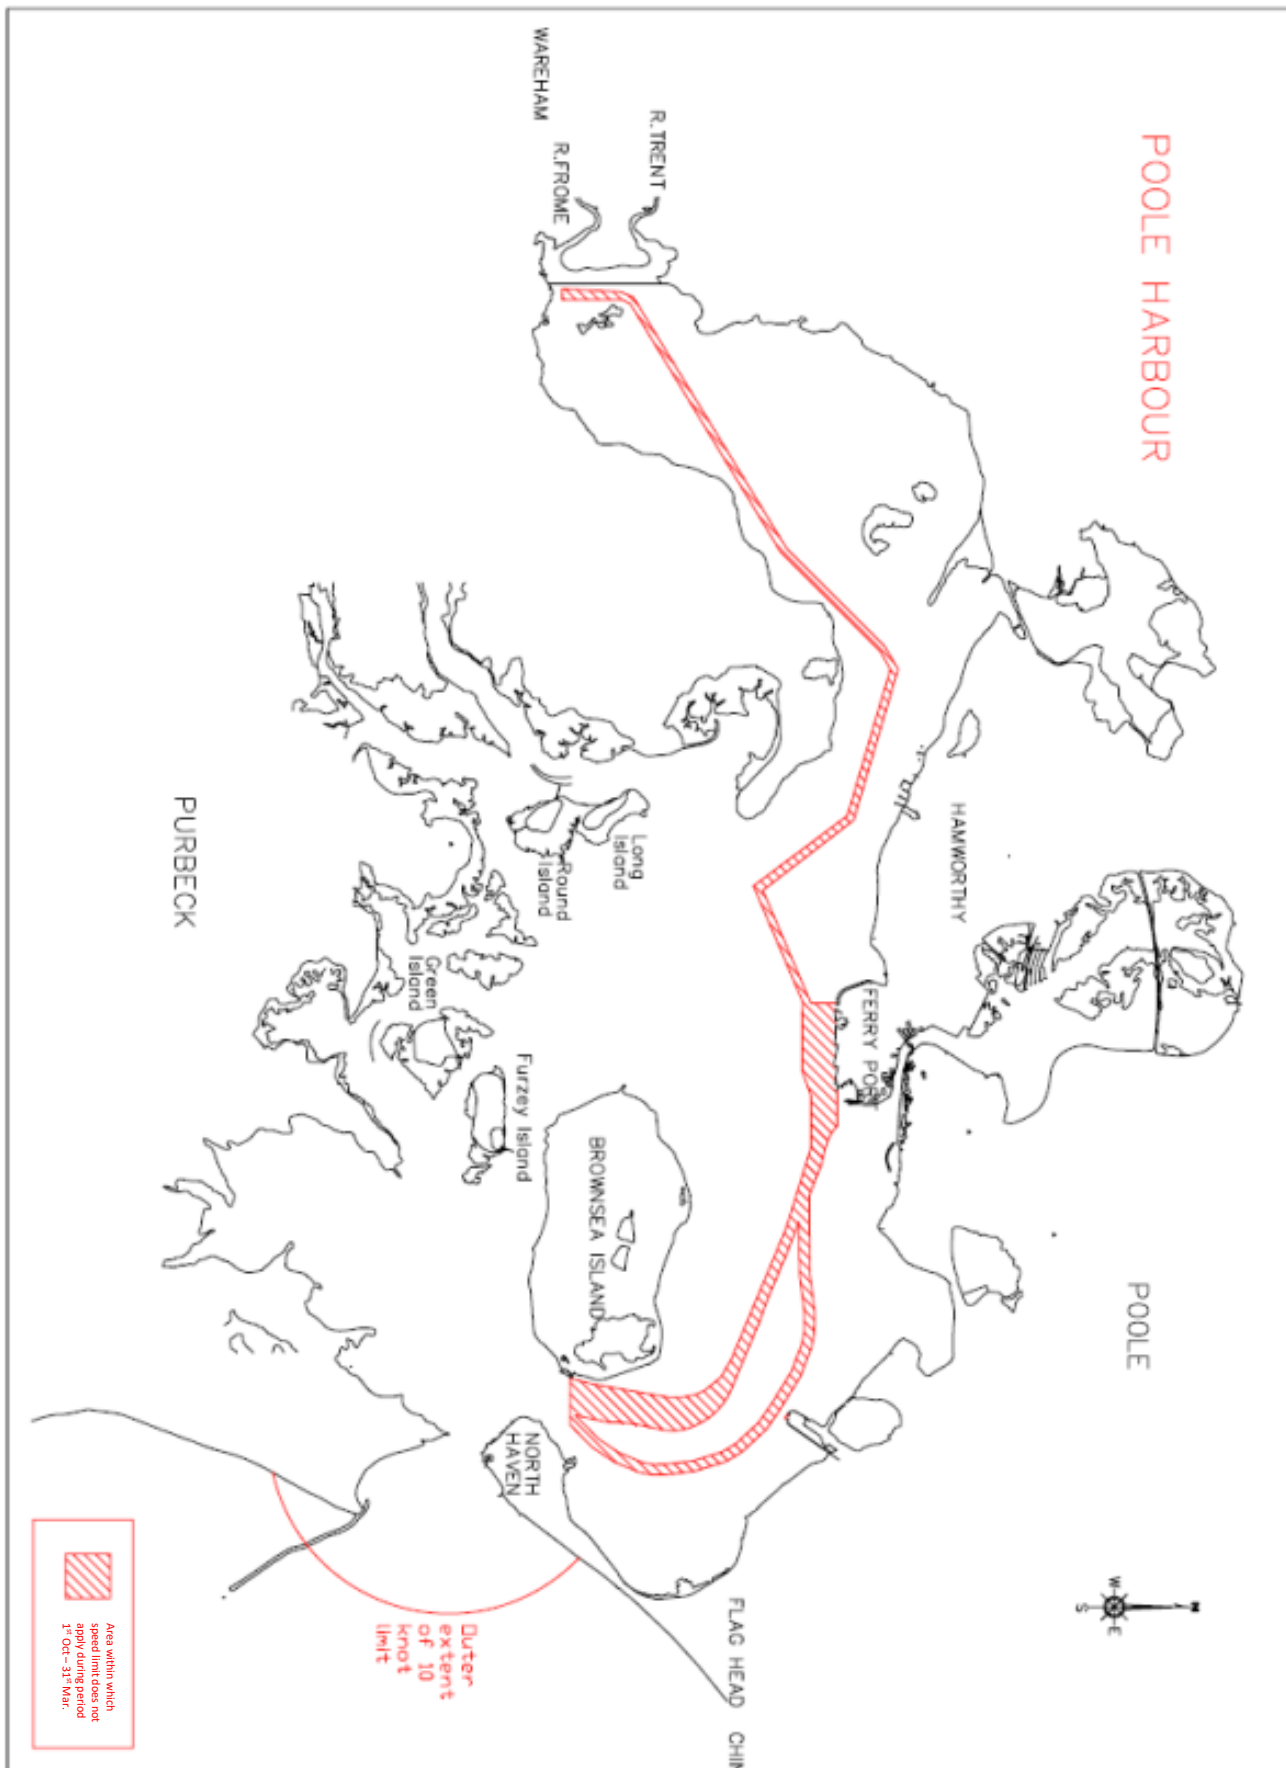 POOLE HARBOUR
WAREHAM
R.TRENT
R.FROME
HAMWORTHY
Long
Island
Round
Island
PURBECK
Green
Island
FERRY PORT
Furzey Island
BROWNSEA ISLAND
POOLE
NORTH
HAVEN
FLAG HEAD
Outer
extent
of 10
knot
limit
N
W
E
S
Area within which
speed limit does not
apply during period
1st Oct – 31st Mar.